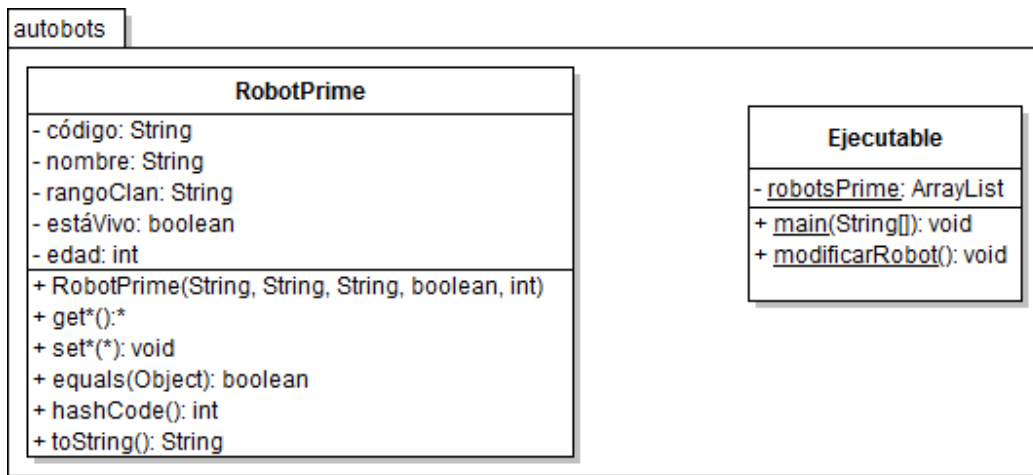 autobots
RobotPrime
- código: String
- nombre: String
- rangoClan: String
- estáVivo: boolean
- edad: int
+ RobotPrime(String, String, String, boolean, int)
+ get*():*
+ set*(*): void
+ equals(Object): boolean
+ hashCode(): int
+ toString(): String
Ejecutable
- robotsPrime: ArrayList
+ main(String[]): void
+ modificarRobot(): void